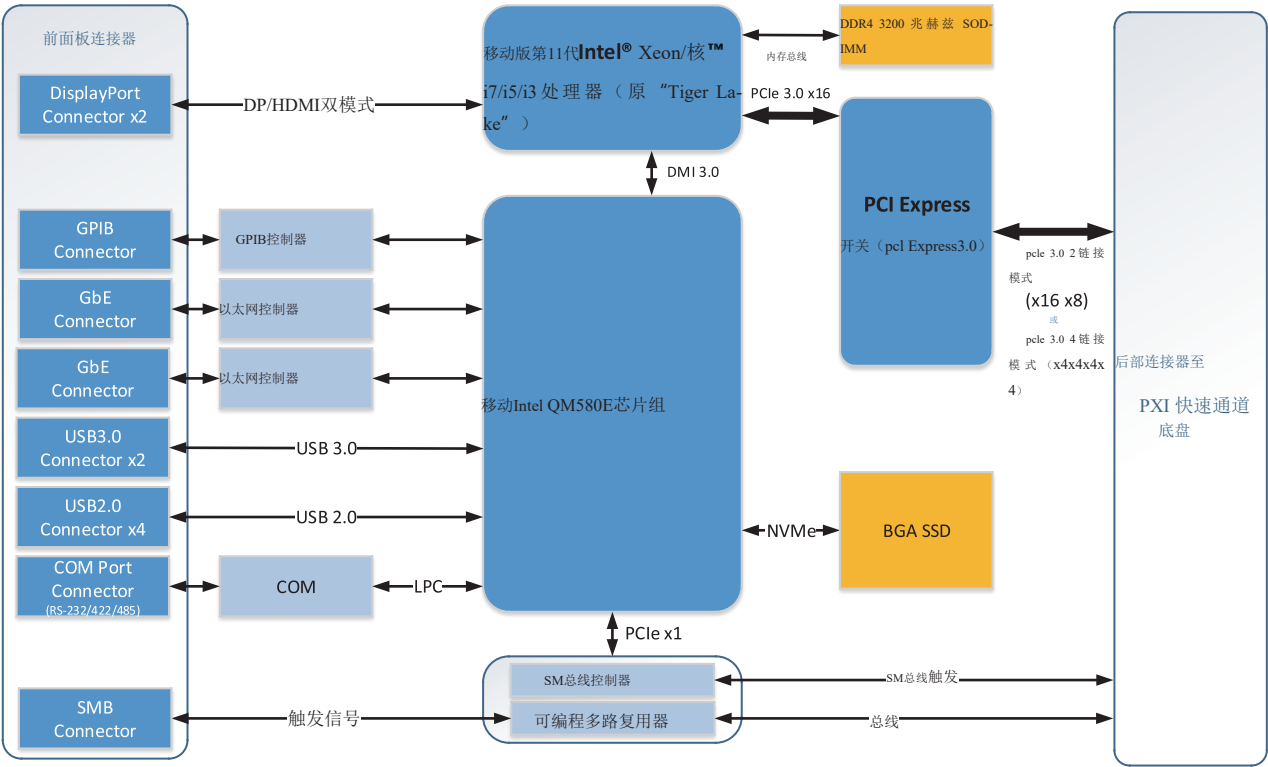 前面板连接器
DisplayPort
Connector x2
DP/HDMI双模式
移动版第11代Intel® Xeon/核™
i7/i5/i3处理器（原“Tiger La-
ke”）
内存总线
DDR4 3200 兆赫兹 SOD-
IMM
PCIe 3.0 x16
DMI 3.0
PCI Express
开关（pcl Express3.0）
pcle 3.0 2链接
模式
(x16 x8)
或
pcle 3.0 4链接
模式（x4x4x4x
4）
后部连接器至
PXI 快速通道
底盘
GPIB
Connector
GPIB控制器
GbE
Connector
以太网控制器
GbE
Connector
以太网控制器
移动Intel QM580E芯片组
USB3.0
Connector x2
USB 3.0
USB2.0
Connector x4
USB 2.0
NVMe
BGA SSD
COM Port
Connector
(RS-232/422/485)
COM
LPC
PCIe x1
SM总线控制器
SM总线触发
SMB
Connector
触发信号
可编程多路复用器
总线